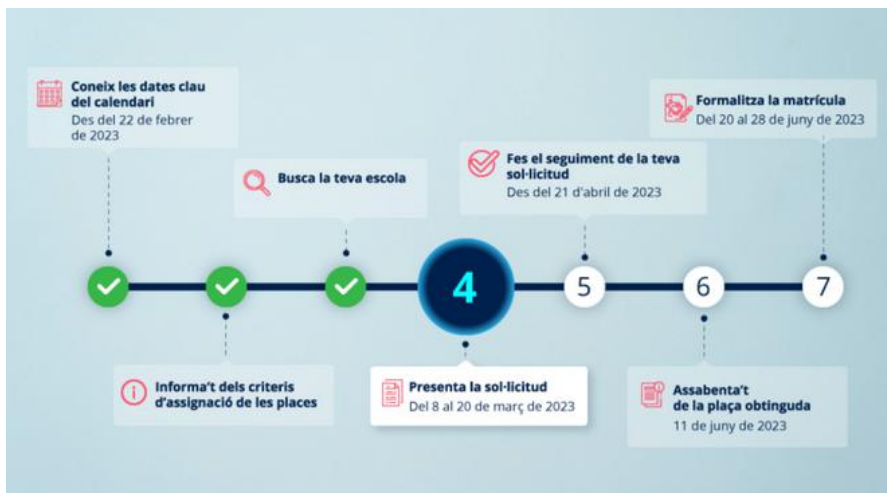 Coneix les dates clau
del calendari
Des del 22 de febrer
de 2023
Informa't dels criteris
d'assignació de les places
Busca la teva escola
4
Presenta la sol·licitud
Del 8 al 20 de març de 2023
5
Fes el seguiment de la teva
sol·licitud
Des del 21 d'abril de 2023
6
Assabenta't
de la plaça obtinguda
11 de juny de 2023
7
Formalitza la matrícula
Del 20 al 28 de juny de 2023